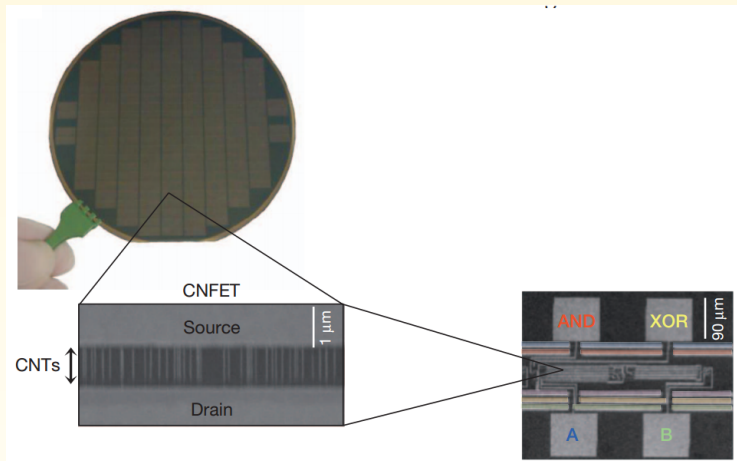 CNFET
Source
1 µm
CNTs
Drain
AND
XOR
90 µm
A
B